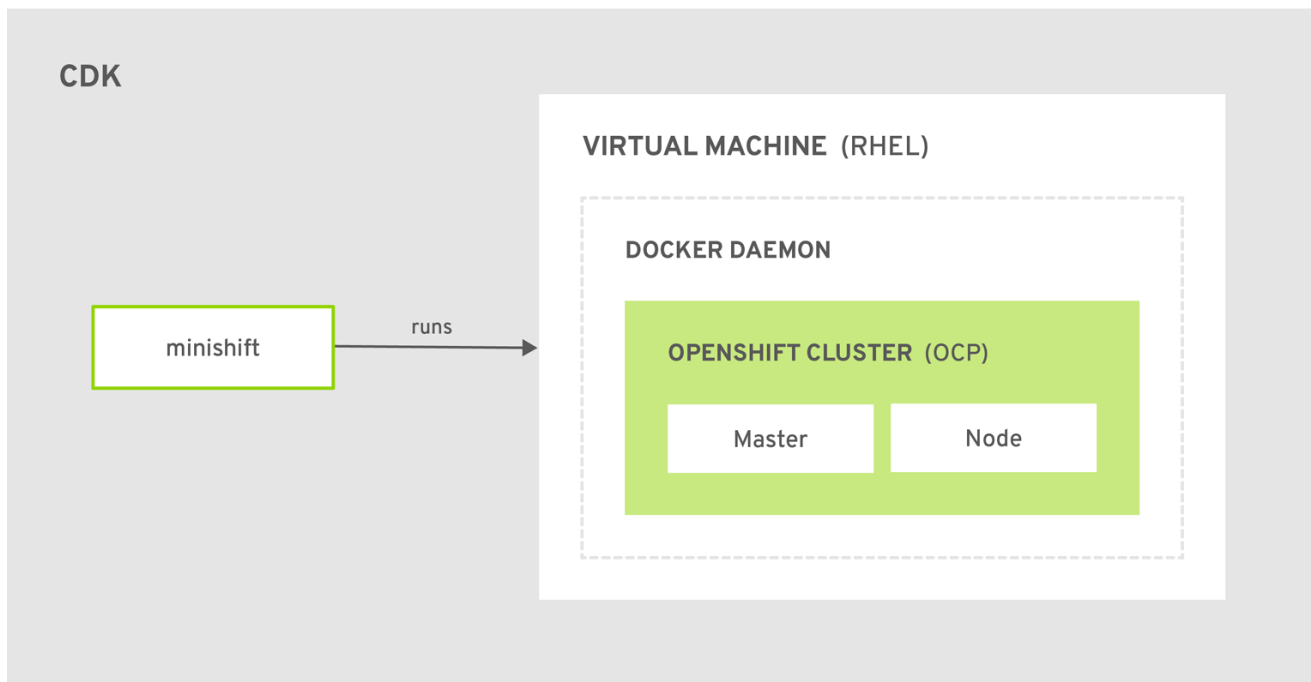 CDK
VIRTUAL MACHINE (RHEL)
DOCKER DAEMON
runs
minishift
OPENSHIFT CLUSTER (OCP)
Master
Node